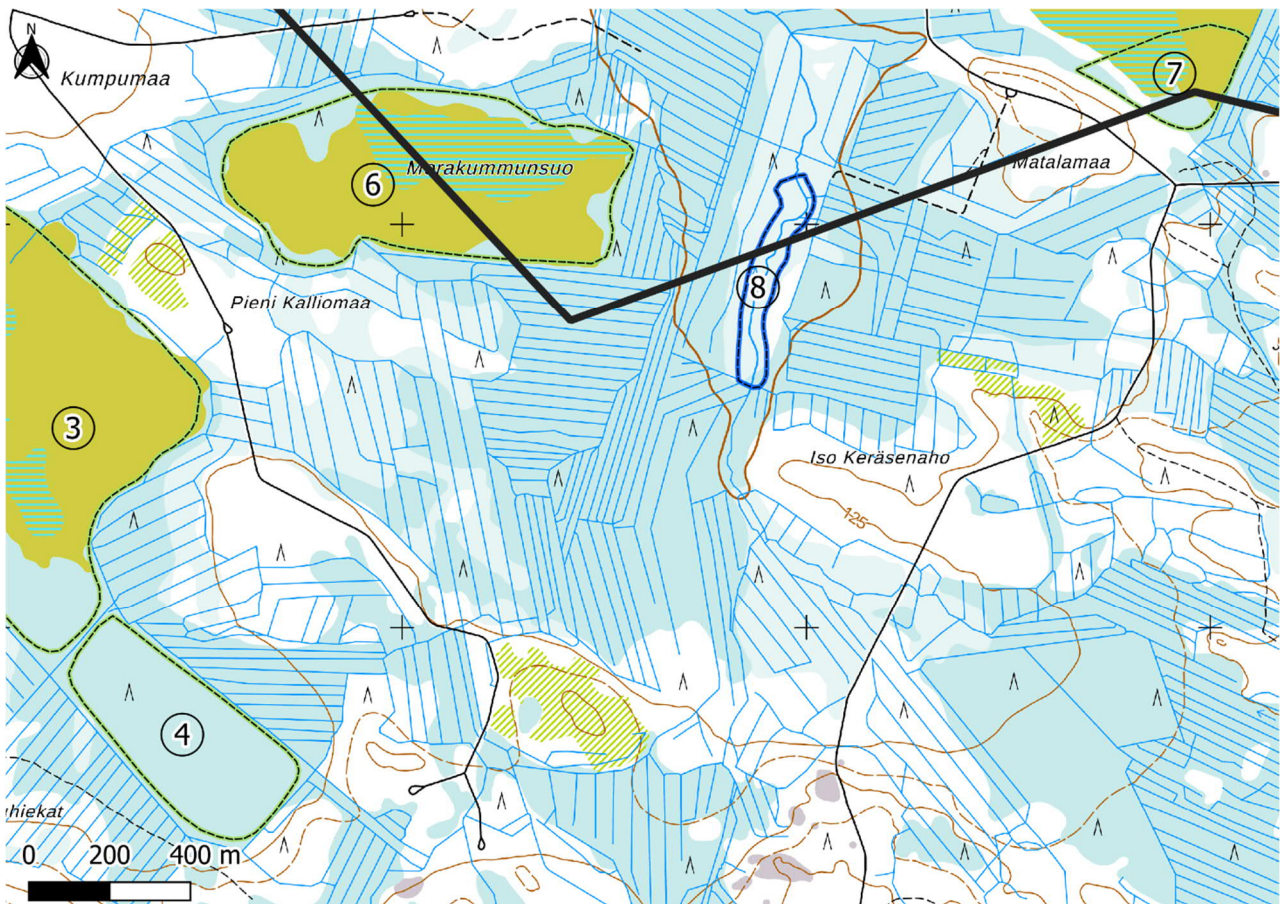 N
Kumpumaa
7
Matalamaa
6
Marakummunsuo
8
Pieni Kalliomaa
3
Iso Keräsenaho
125
4
hiekat
0 200 400 m